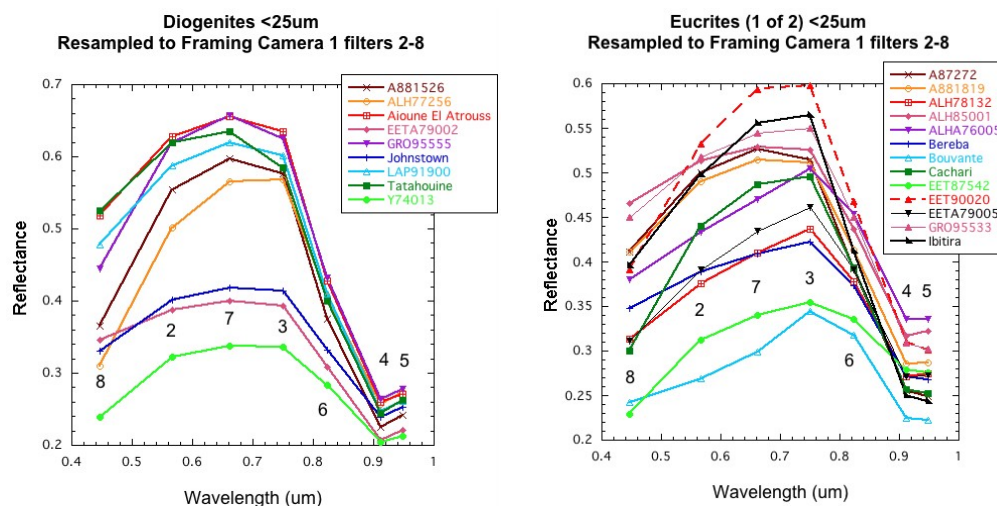 Diogenites <25um
Resampled to Framing Camera 1 filters 2-8
0.7
0.6
0.5
0.4
0.3
0.2
Reflectance
A881526
ALH77256
Aioune El Atrouss
EETA79002
GRO95555
Johnstown
LAP91900
Tatahouine
Y74013
8
2
7
3
6
4
5
0.4
0.5
0.6
0.7
0.8
0.9
1
Wavelength (um)
Eucrites (1 of 2) <25um
Resampled to Framing Camera 1 filters 2-8
0.6
0.55
0.5
0.45
0.4
0.35
0.3
0.25
0.2
Reflectance
A87272
A881819
ALH78132
ALH85001
ALHA76005
Bereba
Bouvante
Cachari
EET87542
EET90020
EETA79005
GRO95533
Ibitira
8
2
7
3
6
4
5
0.4
0.5
0.6
0.7
0.8
0.9
1
Wavelength (um)